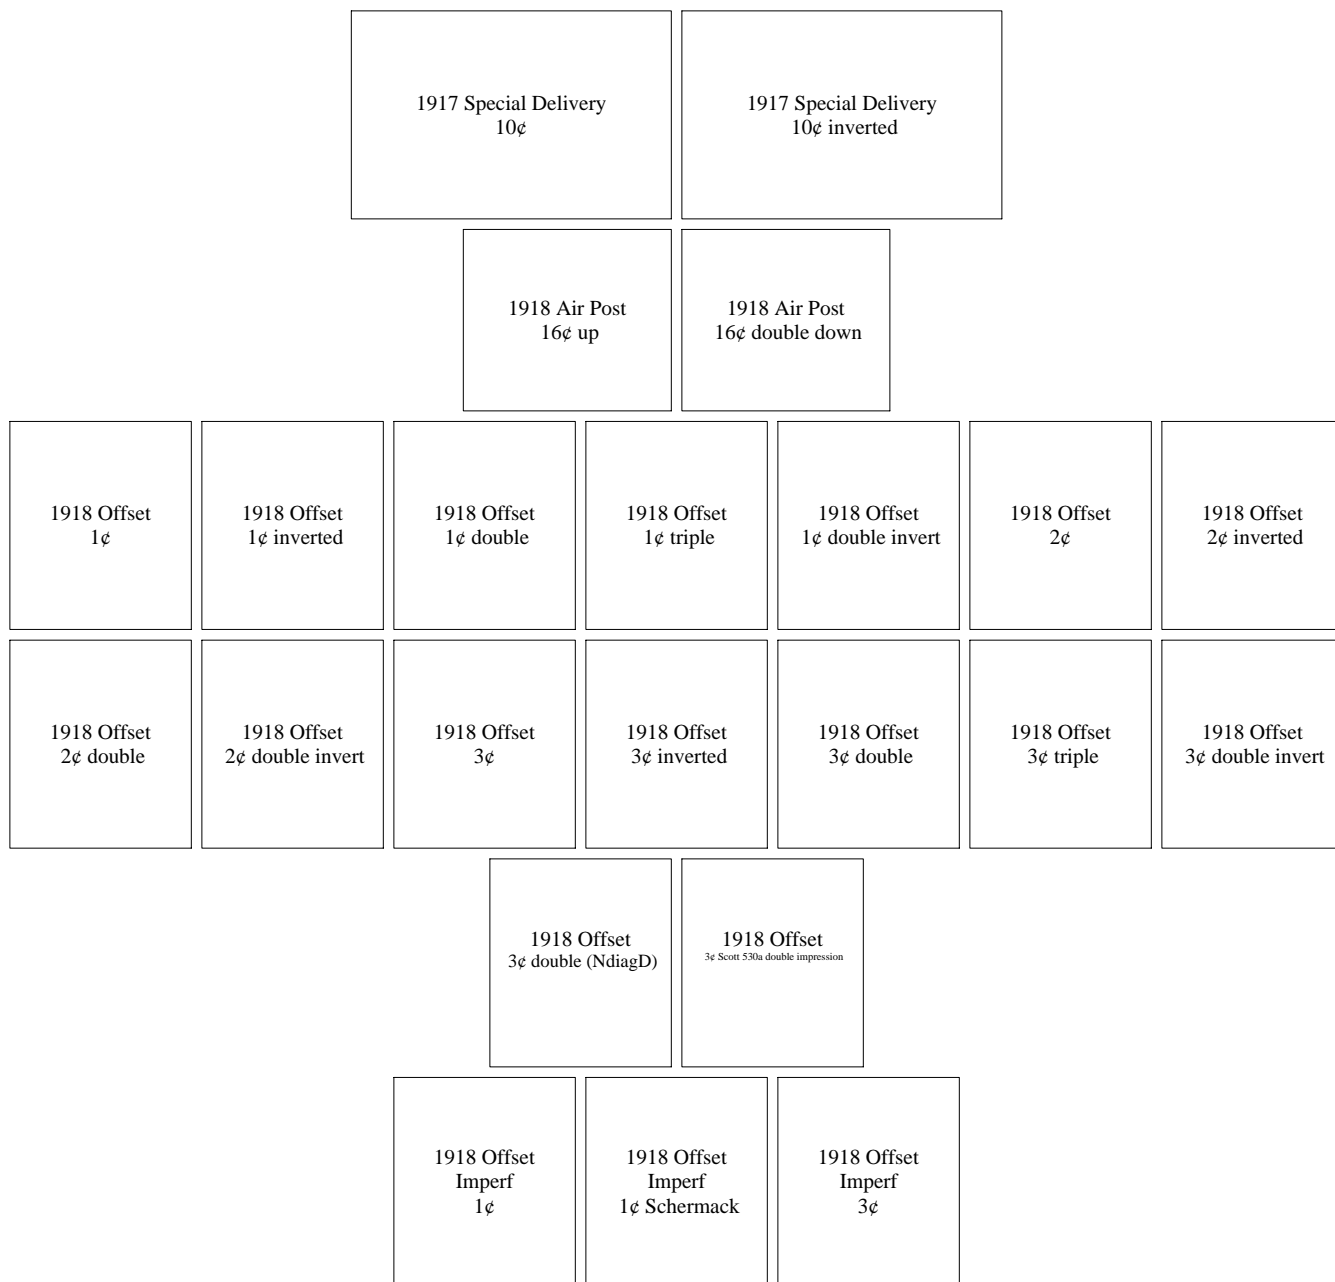 1917 Special Delivery
10¢
1917 Special Delivery
10¢ inverted
1918 Air Post
16¢ up
1918 Air Post
16¢ double down
1918 Offset
1¢
1918 Offset
1¢ inverted
1918 Offset
1¢ double
1918 Offset
1¢ triple
1918 Offset
1¢ double invert
1918 Offset
2¢
1918 Offset
2¢ inverted
1918 Offset
2¢ double
1918 Offset
2¢ double invert
1918 Offset
3¢
1918 Offset
3¢ inverted
1918 Offset
3¢ double
1918 Offset
3¢ triple
1918 Offset
3¢ double invert
1918 Offset
3¢ double (NdiagD)
1918 Offset
3¢ Scott 530a double impression
1918 Offset
Imperf
1¢
1918 Offset
Imperf
1¢ Schermack
1918 Offset
Imperf
3¢